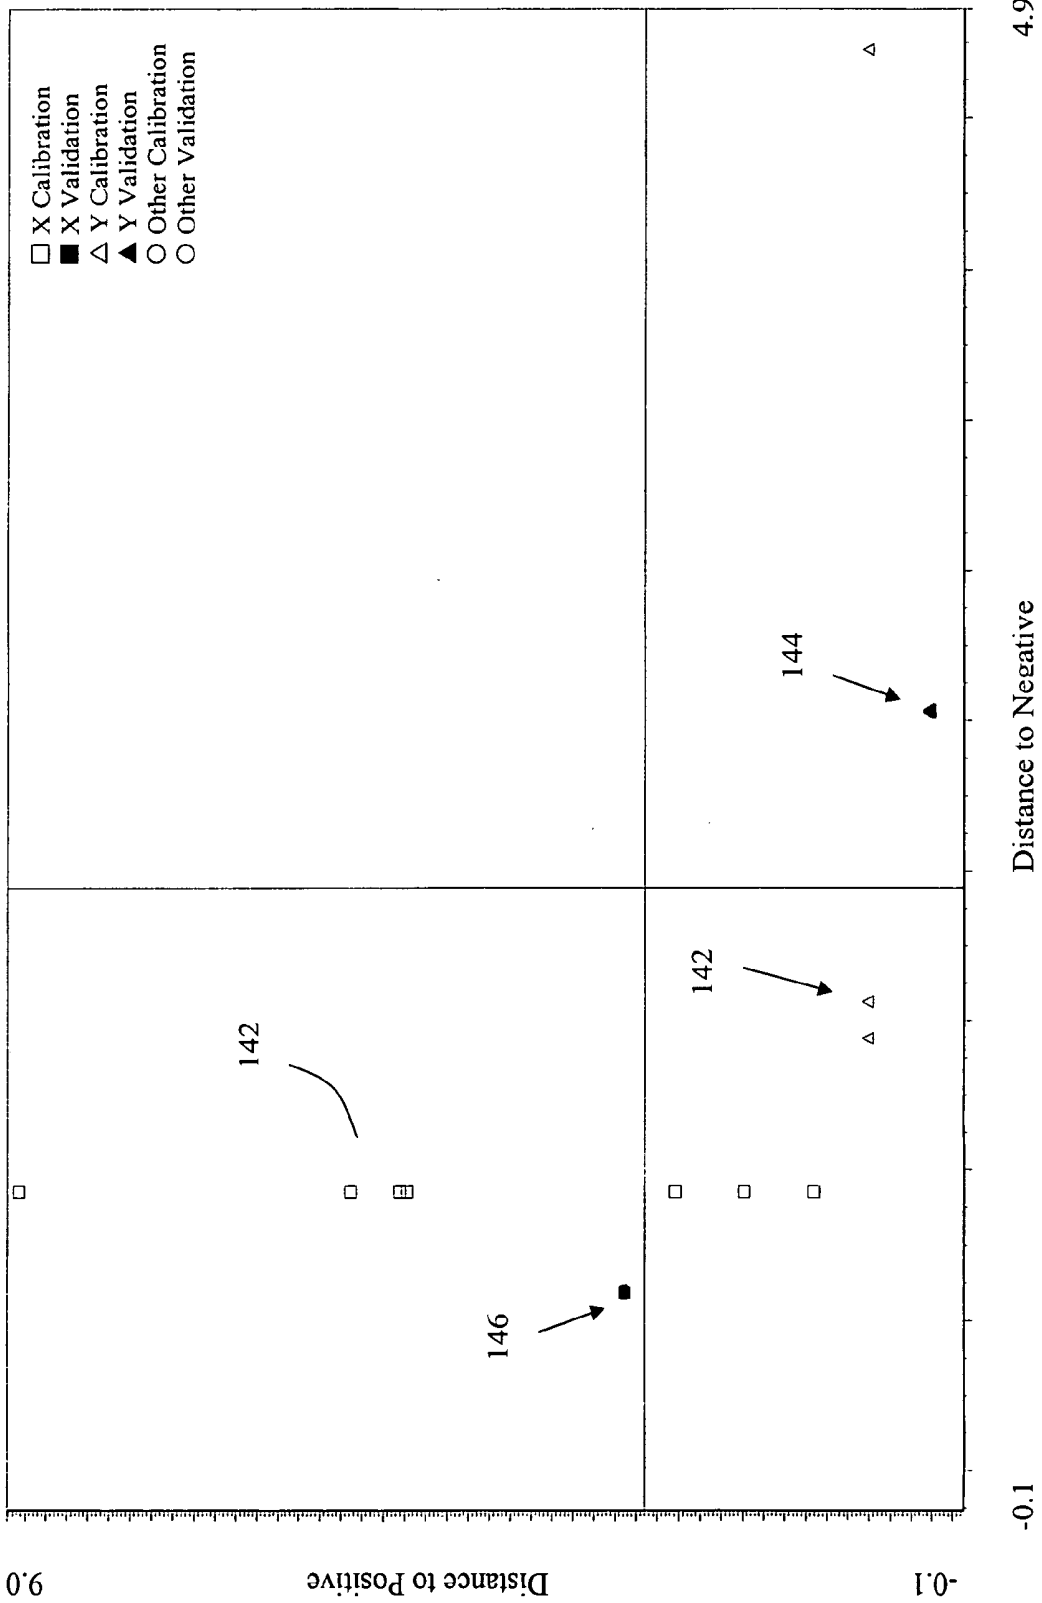 □ X Calibration
■ X Validation
△ Y Calibration
▲ Y Validation
○ Other Calibration
○ Other Validation
142
142
144
146
9.0
Distance to Positive
-0.1
-0.1
Distance to Negative
4.9